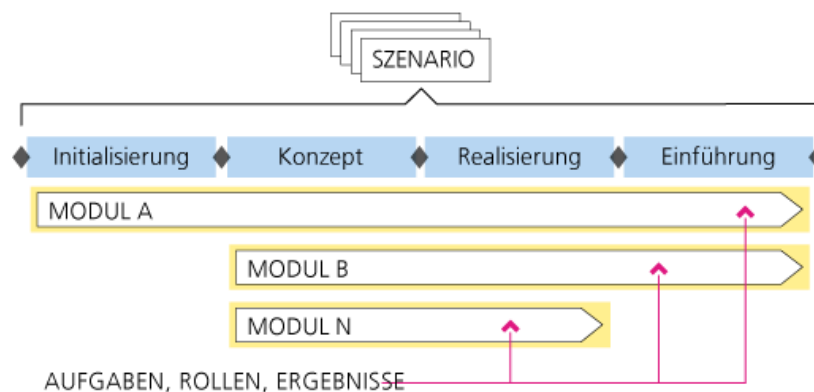 SZENARIO
Initialisierung Konzept Realisierung Einführung
MODUL A
MODUL B
MODUL N
AUFGABEN, ROLLEN, ERGEBNISSE